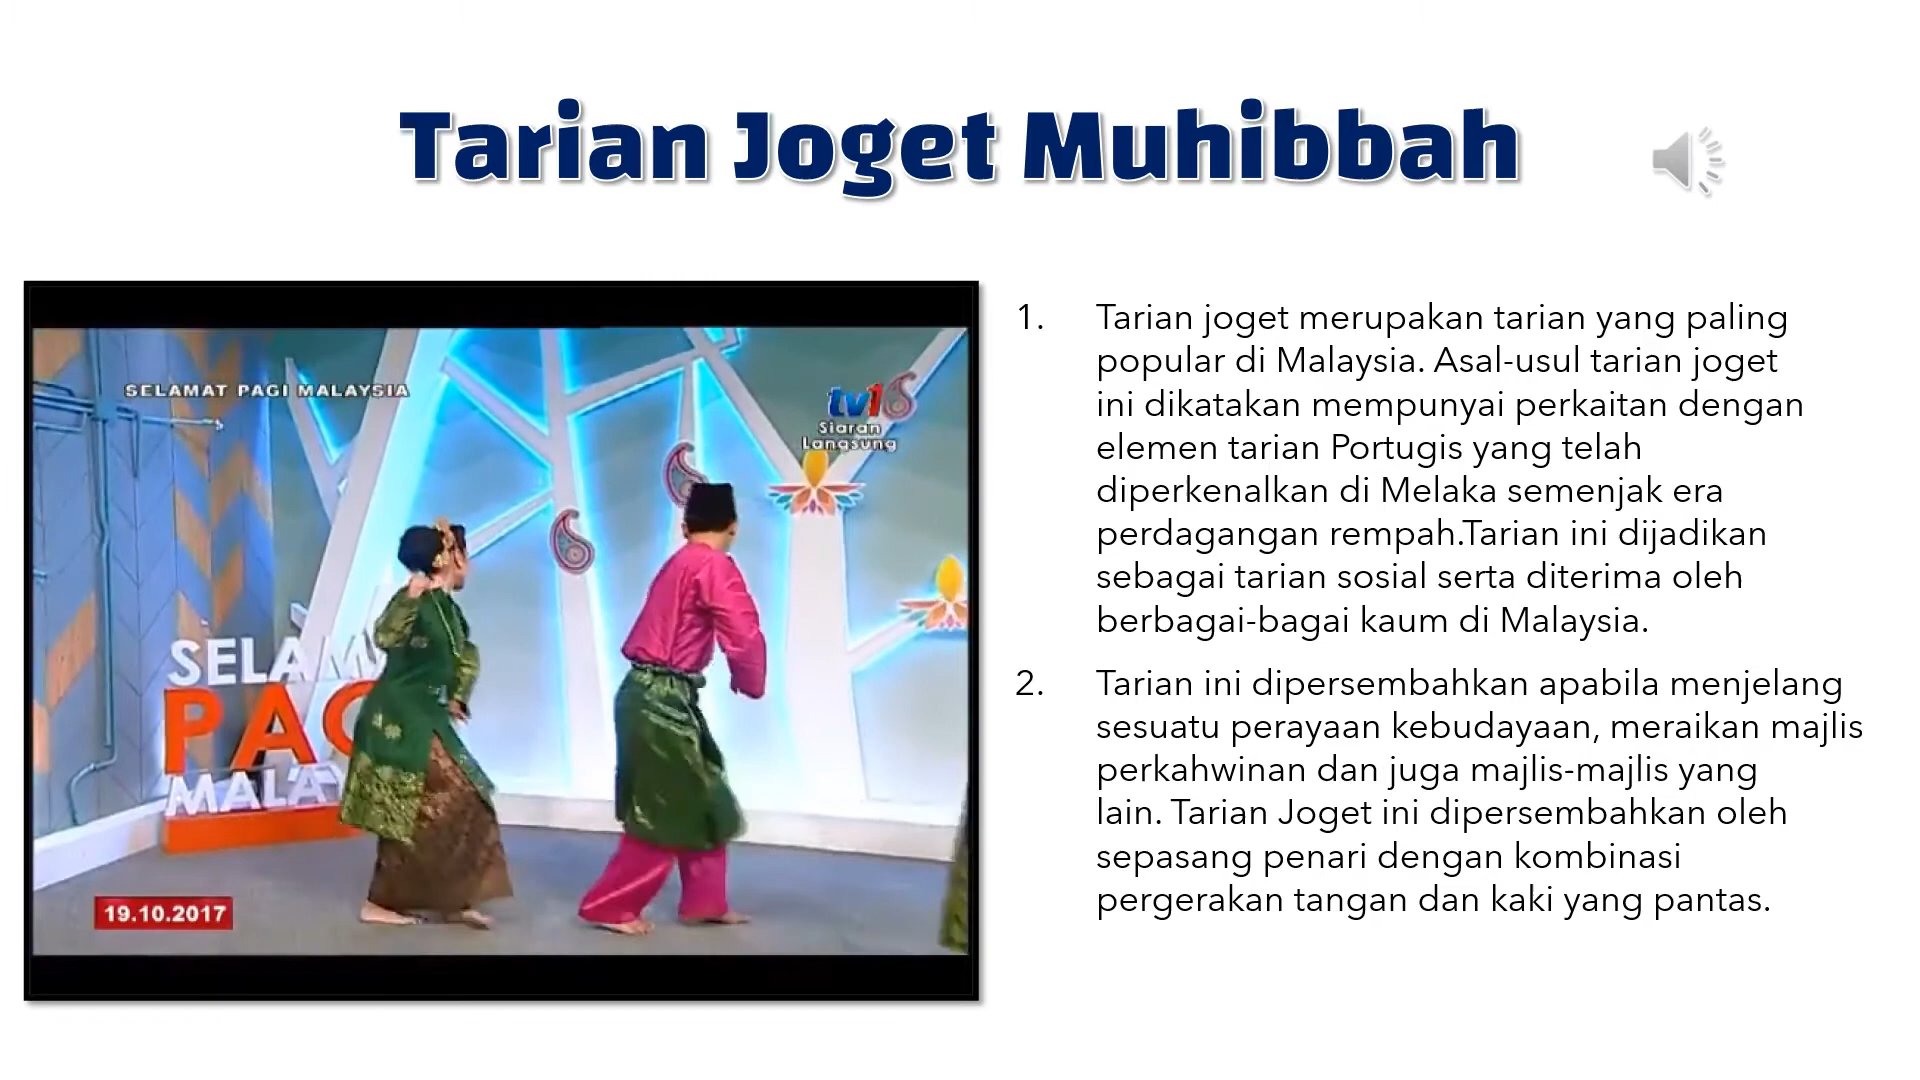 Tarian Joget Muhibbah
SELAMAT PAGI MALAYSIA
tv1
Siaran
Langsung
SELAM
PAG
MALAY
19.10.2017
1. Tarian joget merupakan tarian yang paling
popular di Malaysia. Asal-usul tarian joget
ini dikatakan mempunyai perkaitan dengan
elemen tarian Portugis yang telah
diperkenalkan di Melaka semenjak era
perdagangan rempah.Tarian ini dijadikan
sebagai tarian sosial serta diterima oleh
berbagai-bagai kaum di Malaysia.
2. Tarian ini dipersembahkan apabila menjelang
sesuatu perayaan kebudayaan, meraikan majlis
perkahwinan dan juga majlis-majlis yang
lain. Tarian Joget ini dipersembahkan oleh
sepasang penari dengan kombinasi
pergerakan tangan dan kaki yang pantas.